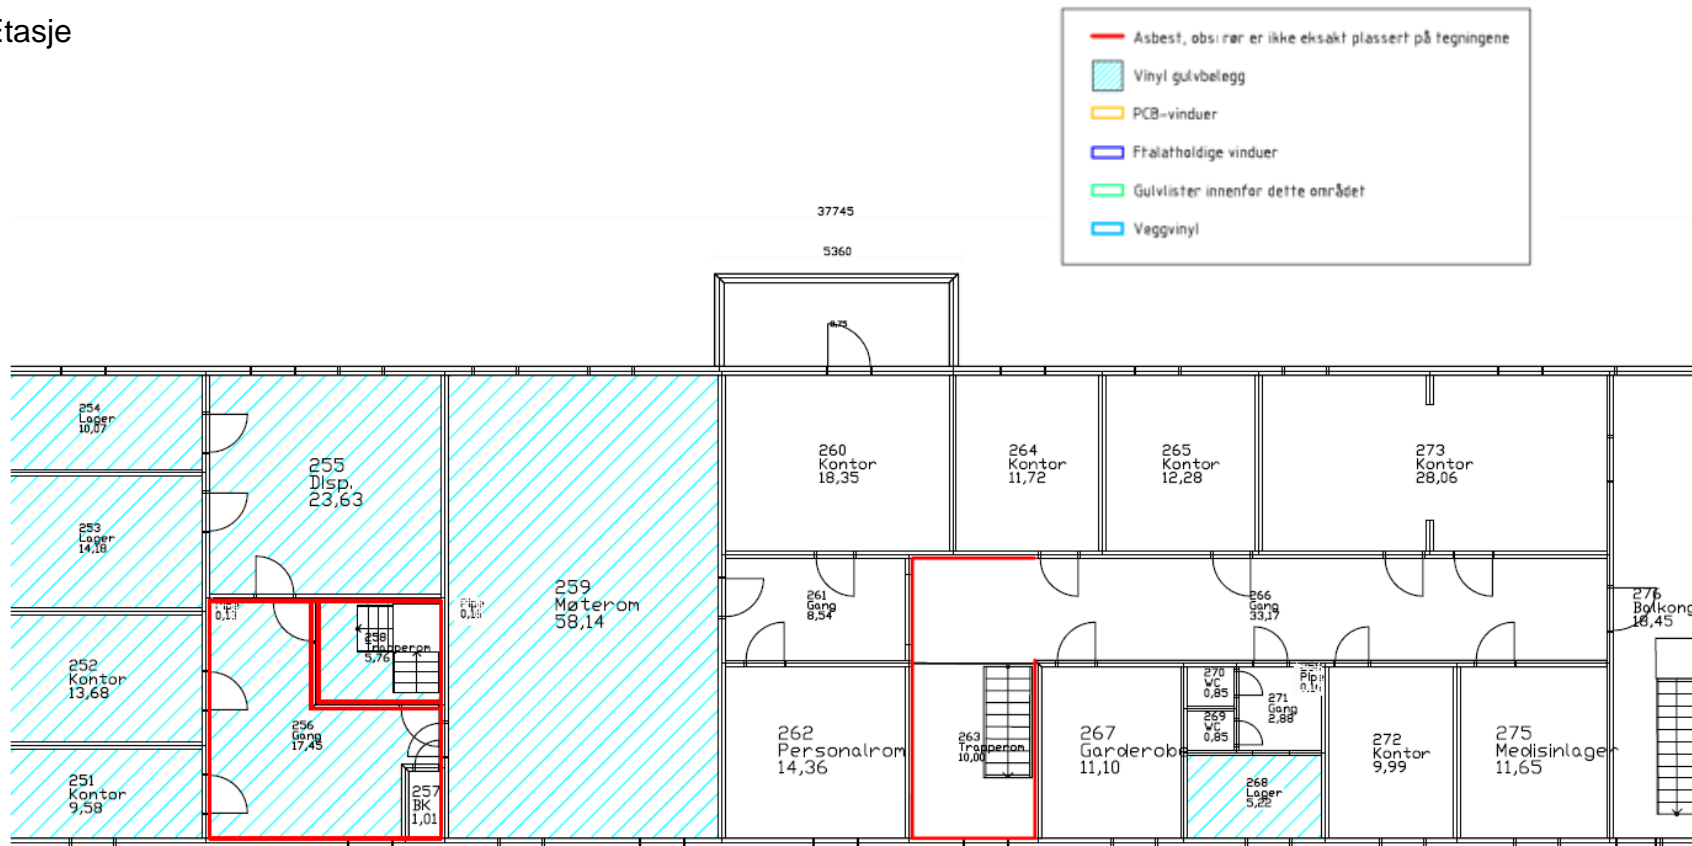 Etasje
Asbest, obs: rør er ikke eksakt plassert på tegningene
Vinyl gulvbelegg
PCB-vinduer
Ftalatholdige vinduer
Gulvlister innenfor dette området
Veggvinyl
37745
5360
0,75
254
Lager
10,07
255
Disp.
23,63
253
Lager
14,18
252
Kontor
13,68
251
Kontor
9,58
256
Gang
17,45
257
BK
1,01
258
Trapperom
5,76
259
Møterom
58,14
260
Kontor
18,35
264
Kontor
11,72
265
Kontor
12,28
273
Kontor
28,06
261
Gang
8,54
266
Gang
33,17
276
Balkong
18,45
262
Personalrom
14,36
263
Trapperom
10,00
267
Garderobe
11,10
270
WC
0,85
269
WC
0,85
271
Gang
2,88
268
Lager
5,22
272
Kontor
9,99
275
Medisinlager
11,65